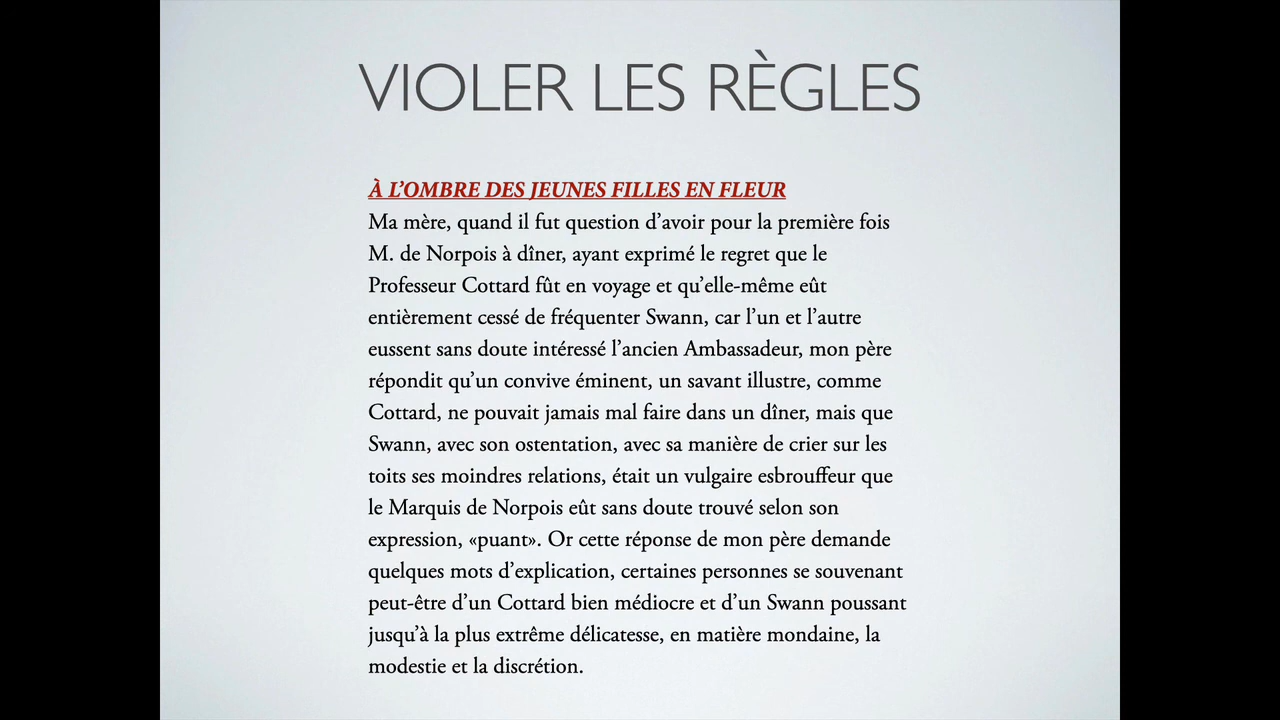 VIOLER LES RÈGLES
À L’OMBRE DES JEUNES FILLES EN FLEUR
Ma mère, quand il fut question d’avoir pour la première fois
M. de Norpois à dîner, ayant exprimé le regret que le
Professeur Cottard fût en voyage et qu’elle-même eût
entièrement cessé de fréquenter Swann, car l’un et l’autre
eussent sans doute intéressé l’ancien Ambassadeur, mon père
répondit qu’un convive éminent, un savant illustre, comme
Cottard, ne pouvait jamais mal faire dans un dîner, mais que
Swann, avec son ostentation, avec sa manière de crier sur les
toits ses moindres relations, était un vulgaire esbrouffeur que
le Marquis de Norpois eût sans doute trouvé selon son
expression, «puant». Or cette réponse de mon père demande
quelques mots d’explication, certaines personnes se souvenant
peut-être d’un Cottard bien médiocre et d’un Swann poussant
jusqu’à la plus extrême délicatesse, en matière mondaine, la
modestie et la discrétion.